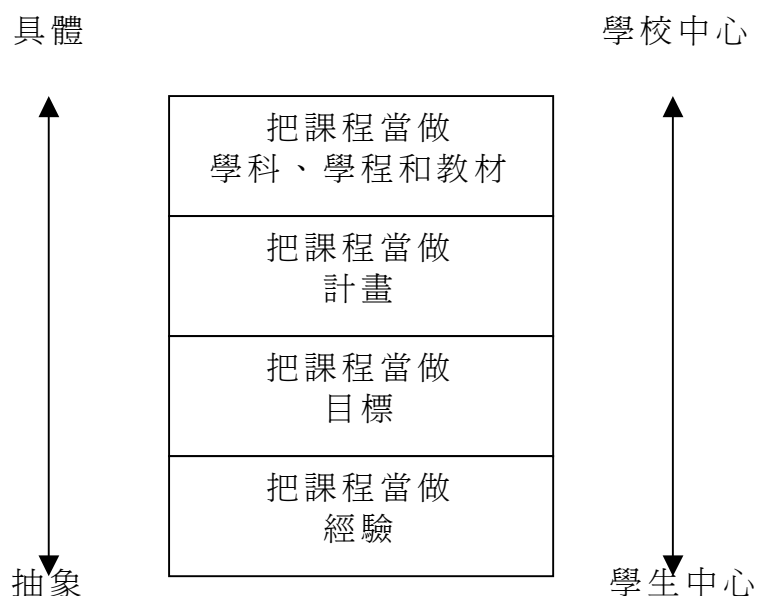 具體
學校中心
把課程當做
學科、學程和教材
把課程當做
計畫
把課程當做
目標
把課程當做
經驗
抽象
學生中心